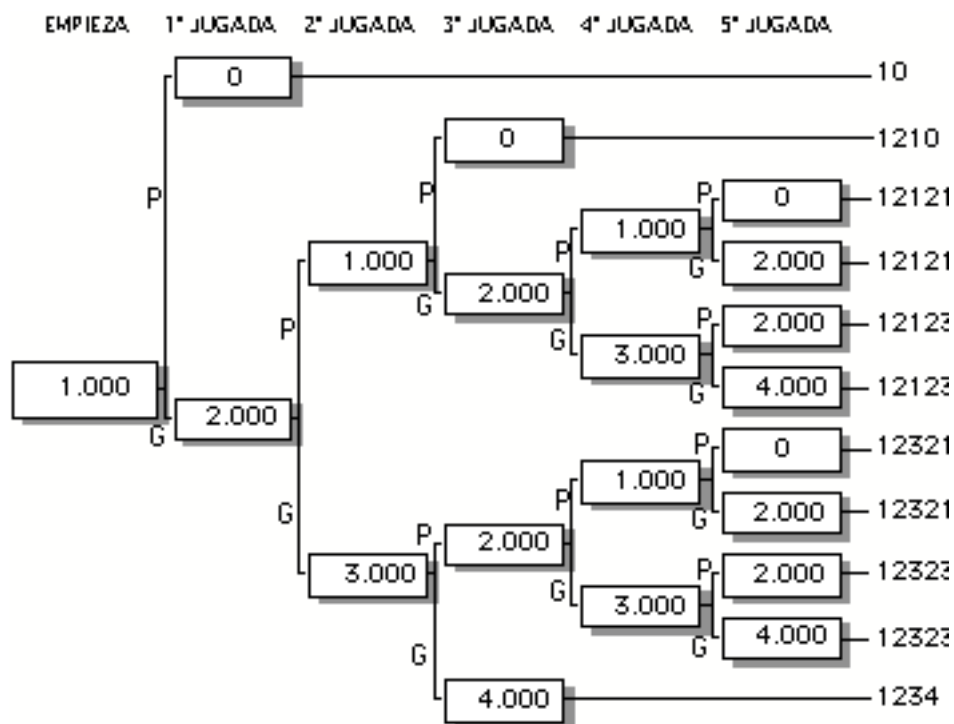 EMPIEZA 1ª JUGADA 2ª JUGADA 3ª JUGADA 4ª JUGADA 5ª JUGADA
0 10
0 1210
P P P 0 12121
1.000
P
1.000 G 2.000 12121
G 2.000
P P 2.000 12123
G
3.000
1.000 G 4.000 12123
2.000
G P 0 12321
1.000
P
G G 2.000 12321
P
2.000
3.000 P 2.000 12323
G
3.000
G 4.000 12323
G
4.000 1234